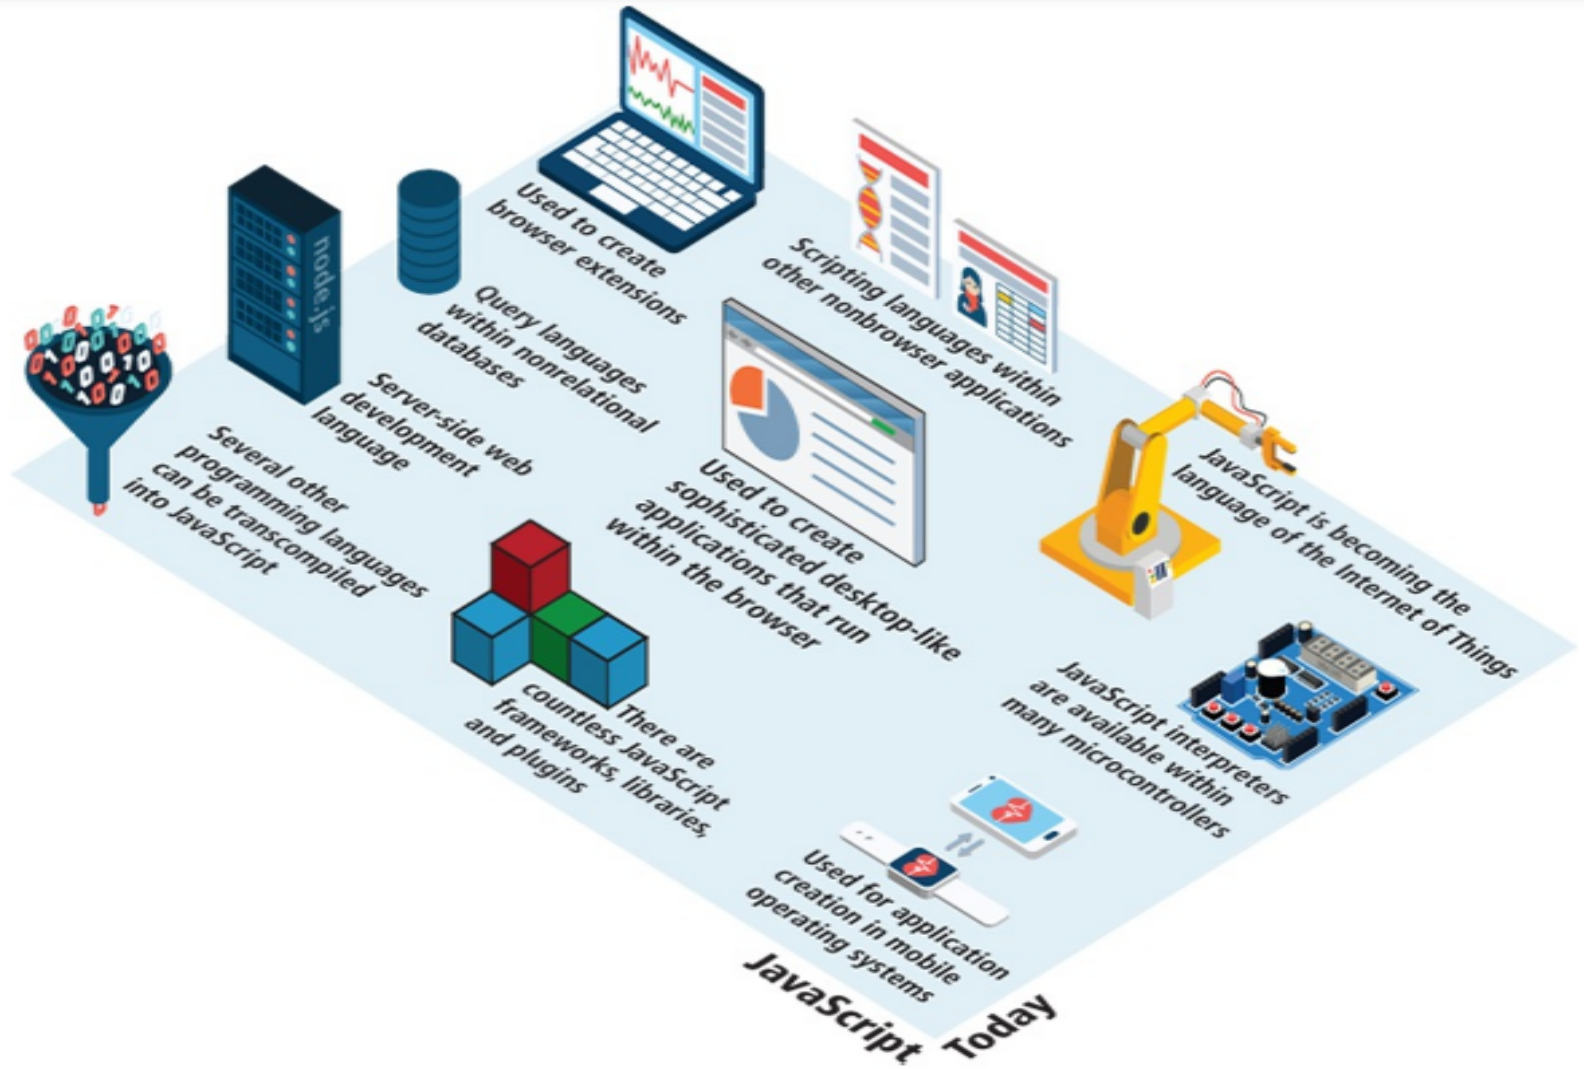 Used to create
browser extensions
Scripting languages within
other nonbrowser applications
node.js
Query languages
within nonrelational
databases
Server-side web
development
language
Several other
programming languages
can be transcompiled
into JavaScript
Used to create
sophisticated desktop-like
applications that run
within the browser
JavaScript is becoming the
language of the Internet of Things
There are
countless JavaScript
frameworks, libraries,
and plugins
JavaScript interpreters
are available within
many microcontrollers
Used for application
creation in mobile
operating systems
JavaScript
Today